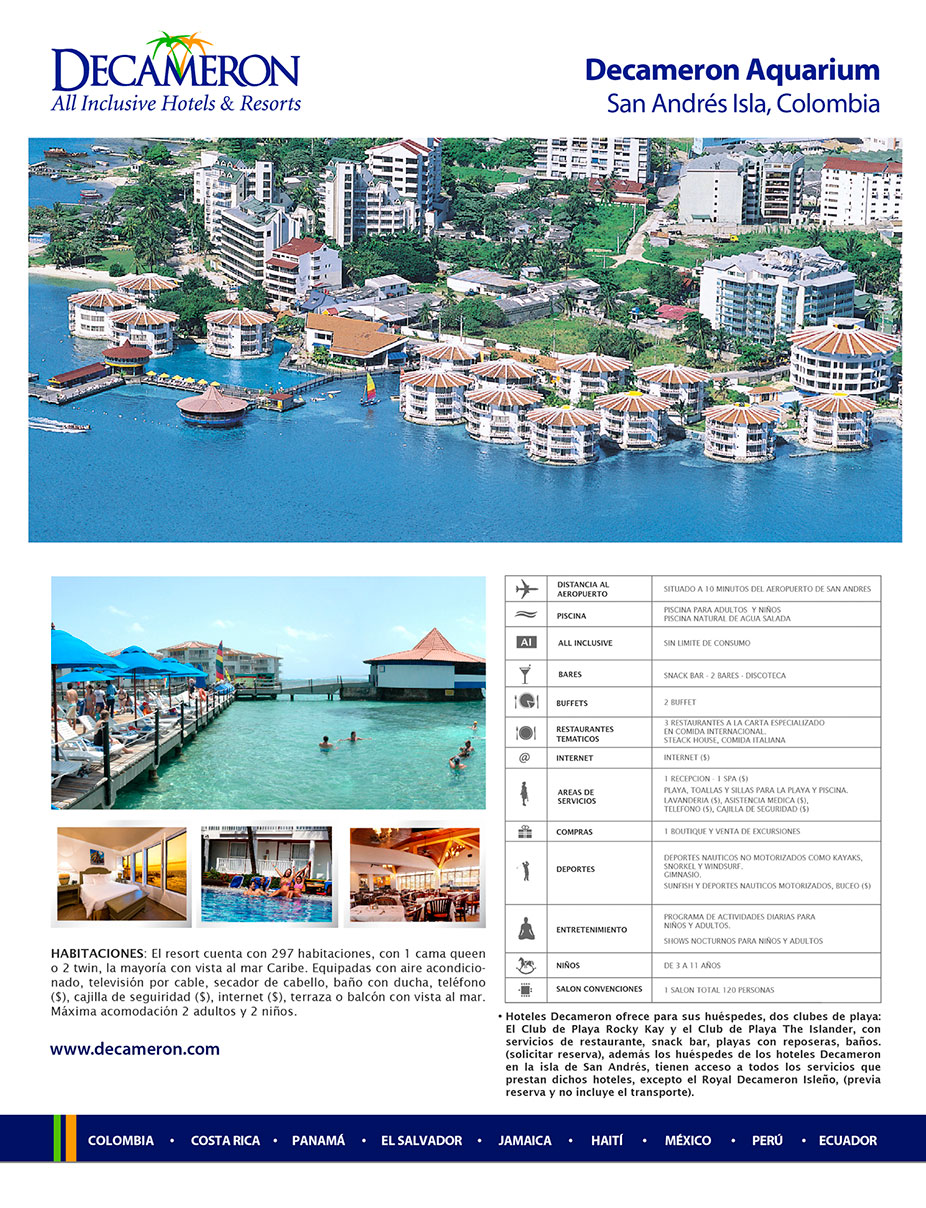 DECAMERON
All Inclusive Hotels & Resorts
Decameron Aquarium
San Andrés Isla, Colombia
DISTANCIA AL
AEROPUERTO
SITUADO A 10 MINUTOS DEL AEROPUERTO DE SAN ANDRES
PISCINA
PISCINA PARA ADULTOS Y NIÑOS
PISCINA NATURAL DE AGUA SALADA
AI
ALL INCLUSIVE
SIN LIMITE DE CONSUMO
BARES
SNACK BAR - 2 BARES - DISCOTECA
BUFFETS
2 BUFFET
RESTAURANTES
TEMATICOS
3 RESTAURANTES A LA CARTA ESPECIALIZADO
EN COMIDA INTERNACIONAL.
STEACK HOUSE, COMIDA ITALIANA
@
INTERNET
INTERNET ($)
AREAS DE
SERVICIOS
1 RECEPCION - 1 SPA ($)
PLAYA, TOALLAS Y SILLAS PARA LA PLAYA Y PISCINA.
LAVANDERIA ($), ASISTENCIA MEDICA ($),
TELEFONO ($), CAJILLA DE SEGURIDAD ($)
COMPRAS
1 BOUTIQUE Y VENTA DE EXCURSIONES
DEPORTES
DEPORTES NAUTICOS NO MOTORIZADOS COMO KAYAKS,
SNORKEL Y WINDSURF.
GIMNASIO.
SUNFISH Y DEPORTES NAUTICOS MOTORIZADOS, BUCEO ($)
ENTRETENIMIENTO
PROGRAMA DE ACTIVIDADES DIARIAS PARA
NIÑOS Y ADULTOS.
SHOWS NOCTURNOS PARA NIÑOS Y ADULTOS
NIÑOS
DE 3 A 11 AÑOS
SALON CONVENCIONES
1 SALON TOTAL 120 PERSONAS
HABITACIONES: El resort cuenta con 297 habitaciones, con 1 cama queen
o 2 twin, la mayoría con vista al mar Caribe. Equipadas con aire acondicio-
nado, televisión por cable, secador de cabello, baño con ducha, teléfono
($), cajilla de seguiridad ($), internet ($), terraza o balcón con vista al mar.
Máxima acomodación 2 adultos y 2 niños.
www.decameron.com
• Hoteles Decameron ofrece para sus huéspedes, dos clubes de playa:
El Club de Playa Rocky Kay y el Club de Playa The Islander, con
servicios de restaurante, snack bar, playas con reposeras, baños.
(solicitar reserva), además los huéspedes de los hoteles Decameron
en la isla de San Andrés, tienen acceso a todos los servicios que
prestan dichos hoteles, excepto el Royal Decameron Isleño, (previa
reserva y no incluye el transporte).
COLOMBIA • COSTA RICA • PANAMÁ • EL SALVADOR • JAMAICA • HAITÍ • MÉXICO • PERÚ • ECUADOR